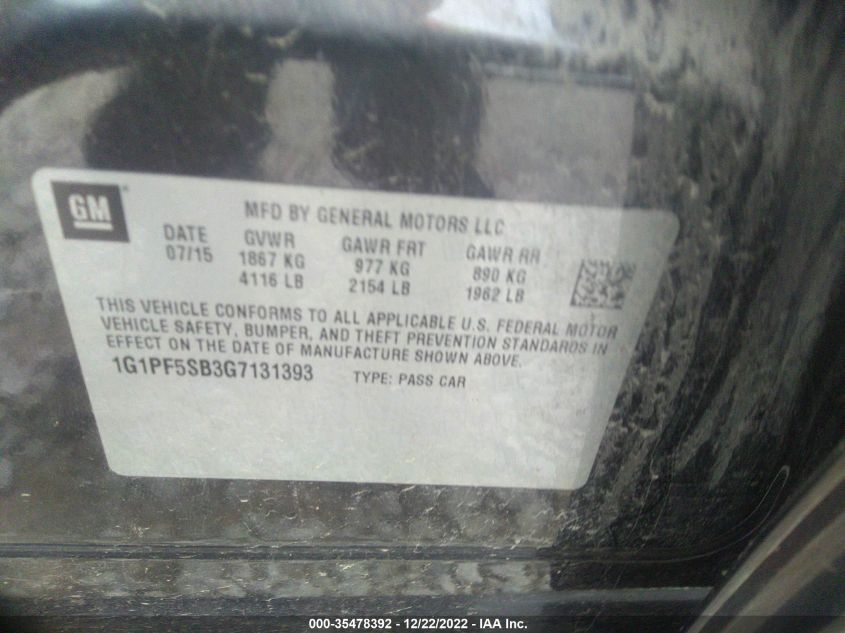 GM®
MFD BY GENERAL MOTORS LLC
DATE GVWR GAWR FRT GAWR RR
07/15 1867 KG 977 KG 890 KG
4116 LB 2154 LB 1962 LB
THIS VEHICLE CONFORMS TO ALL APPLICABLE U.S. FEDERAL MOTOR
VEHICLE SAFETY, BUMPER, AND THEFT PREVENTION STANDARDS IN
EFFECT ON THE DATE OF MANUFACTURE SHOWN ABOVE.
1G1PF5SB3G7131393 TYPE: PASS CAR
000-35478392 - 12/22/2022 - IAA Inc.